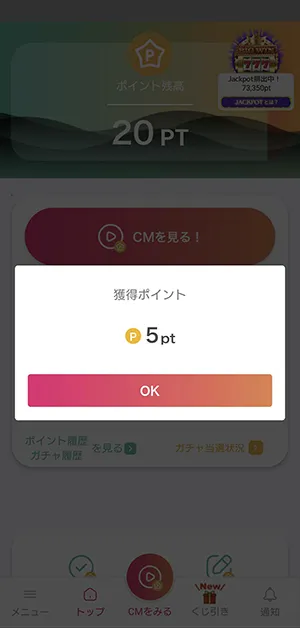 BIG WIN
ポイント残高
Jackpot排出中！
73,350pt
JACKPOTとは？
20 PT
CMを見る！
獲得ポイント
P 5pt
OK
ポイント履歴
ガチャ履歴
を見る
ガチャ当選状況
New
メニュー
トップ
CMをみる
くじ引き
通知